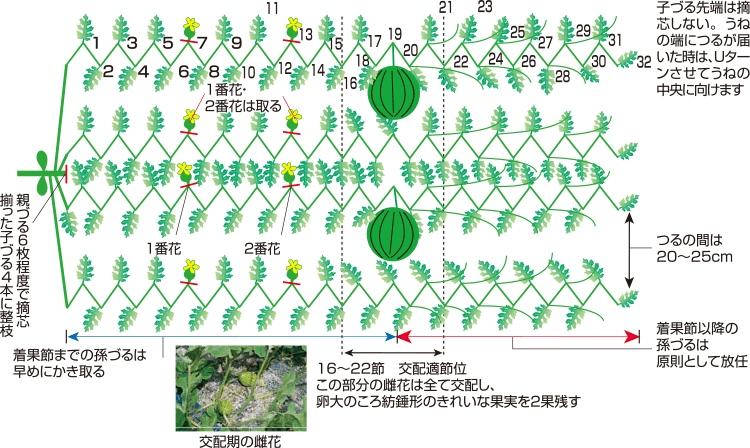 子づる先端は摘
芯しない。うね
の端につるが届
いた時は、Uターン
させてうねの
中央に向けます
1 2 3 4 5 6 7 8 9 10 11 12 13 14 15 16 17 18 19 20 21 22 23 24 25 26 27 28 29 30 31 32
1番花・
2番花は取る
親づる6枚程度で摘芯
揃った子づる4本に整枝
1番花
2番花
つるの間は
20〜25cm
着果節までの孫づるは
早めにかき取る
着果節以降の
孫づるは
原則として放任
16〜22節 交配適節位
この部分の雌花は全て交配し、
卵大のころ紡錘形のきれいな果実を2果残す
交配期の雌花